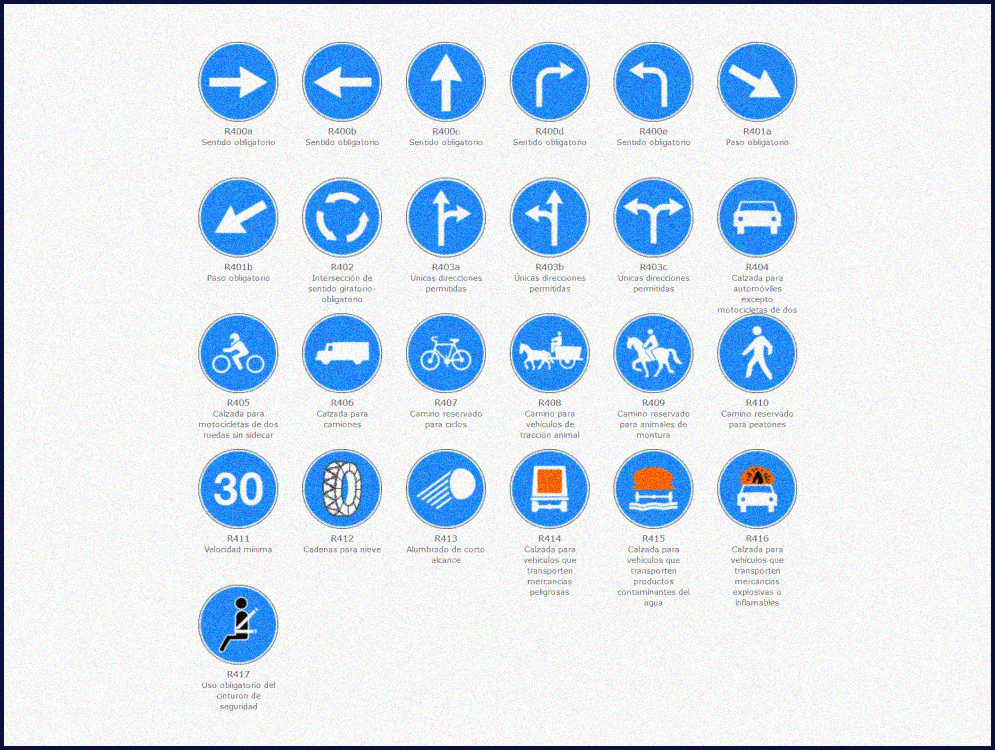 R400a
Sentido obligatorio
R400b
Sentido obligatorio
R400c
Sentido obligatorio
R400d
Sentido obligatorio
R400e
Sentido obligatorio
R401a
Paso obligatorio
R401b
Paso obligatorio
R402
Intersección de
sentido giratorio-
obligatorio
R403a
Únicas direcciones
permitidas
R403b
Únicas direcciones
permitidas
R403c
Únicas direcciones
permitidas
R404
Calzada para
automóviles
excepto
motocicletas de dos
R405
Calzada para
motocicletas de dos
ruedas sin sidecar
R406
Calzada para
camiones
R407
Camino reservado
para ciclos
R408
Camino para
vehículos de
tracción animal
R409
Camino reservado
para animales de
montura
R410
Camino reservado
para peatones
30
R411
Velocidad mínima
R412
Cadenas para nieve
R413
Alumbrado de corto
alcance
R414
Calzada para
vehículos que
transporten
mercancías
peligrosas
R415
Calzada para
vehículos que
transporten
productos
contaminantes del
agua
R416
Calzada para
vehículos que
transporten
mercancías
explosivas o
inflamables
R417
Uso obligatorio del
cinturon de
seguridad